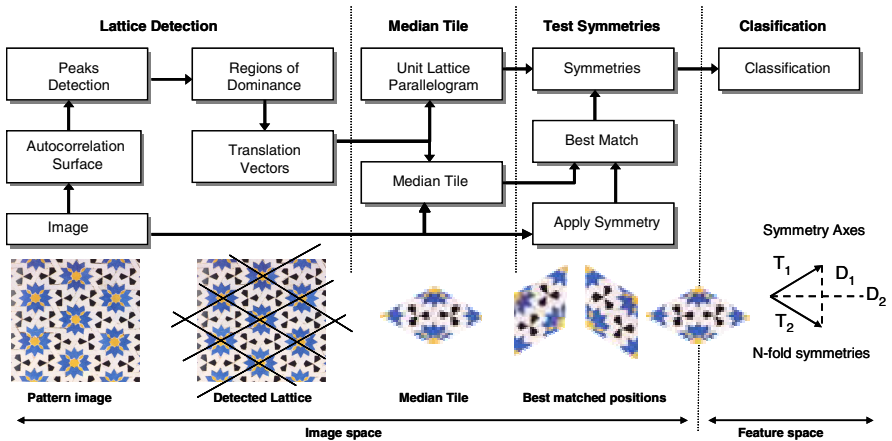 Lattice Detection
Median Tile
Test Symmetries
Clasification
Peaks
Detection
Regions of
Dominance
Unit Lattice
Parallelogram
Symmetries
Classification
Autocorrelation
Surface
Translation
Vectors
Best Match
Median Tile
Image
Apply Symmetry
Symmetry Axes
T1
D1
D2
T2
N-fold symmetries
Pattern image
Detected Lattice
Median Tile
Best matched positions
Image space
Feature space